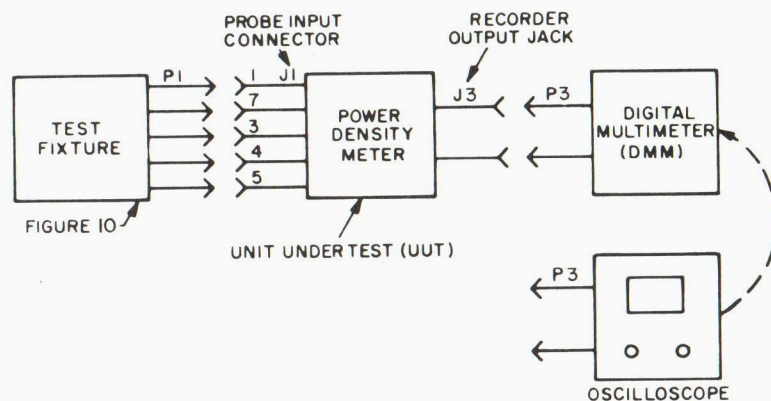 PROBE INPUT
CONNECTOR
RECORDER
OUTPUT JACK
P1
1
J1
7
3
4
5
TEST
FIXTURE
POWER
DENSITY
METER
J3
P3
DIGITAL
MULTIMETER
(DMM)
FIGURE 10
UNIT UNDER TEST (UUT)
P3
OSCILLOSCOPE